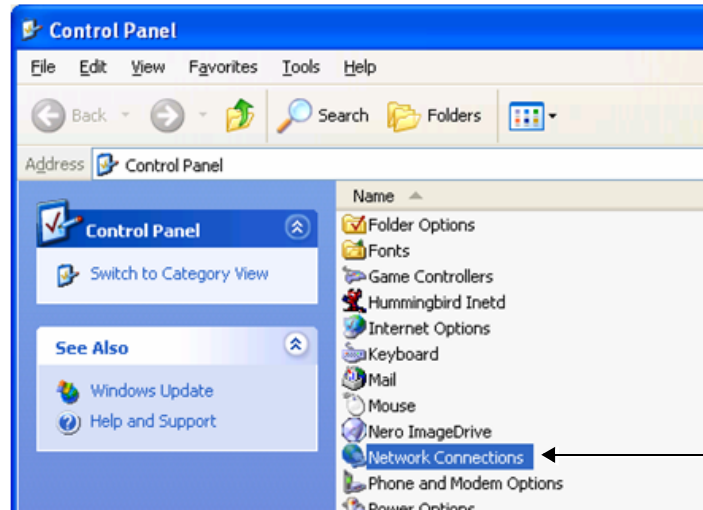 Control Panel
File Edit View Favorites Tools Help
Back Search Folders
Address Control Panel
Control Panel
Switch to Category View
See Also
Windows Update
Help and Support
Name
Folder Options
Fonts
Game Controllers
Hummingbird Inetd
Internet Options
Keyboard
Mail
Mouse
Nero ImageDrive
Network Connections
Phone and Modem Options
Power Options